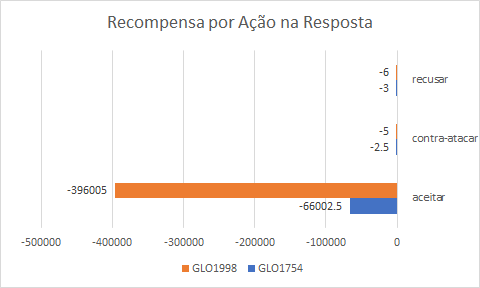 Recompensa por Ação na Resposta
-6
recusar
-3
-5
contra-atacar
-2.5
-396005
aceitar
-66002.5
-500000 -400000 -300000 -200000 -100000 0
GLO1998 GLO1754